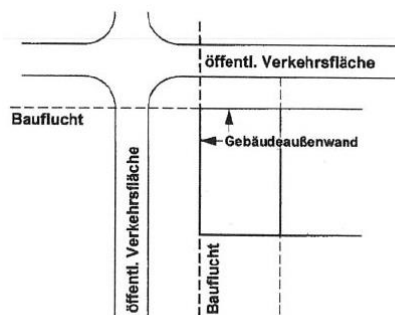 öffentl. Verkehrsfläche
Bauflucht
Gebäudeaußenwand
öffentl. Verkehrsfläche
Bauflucht